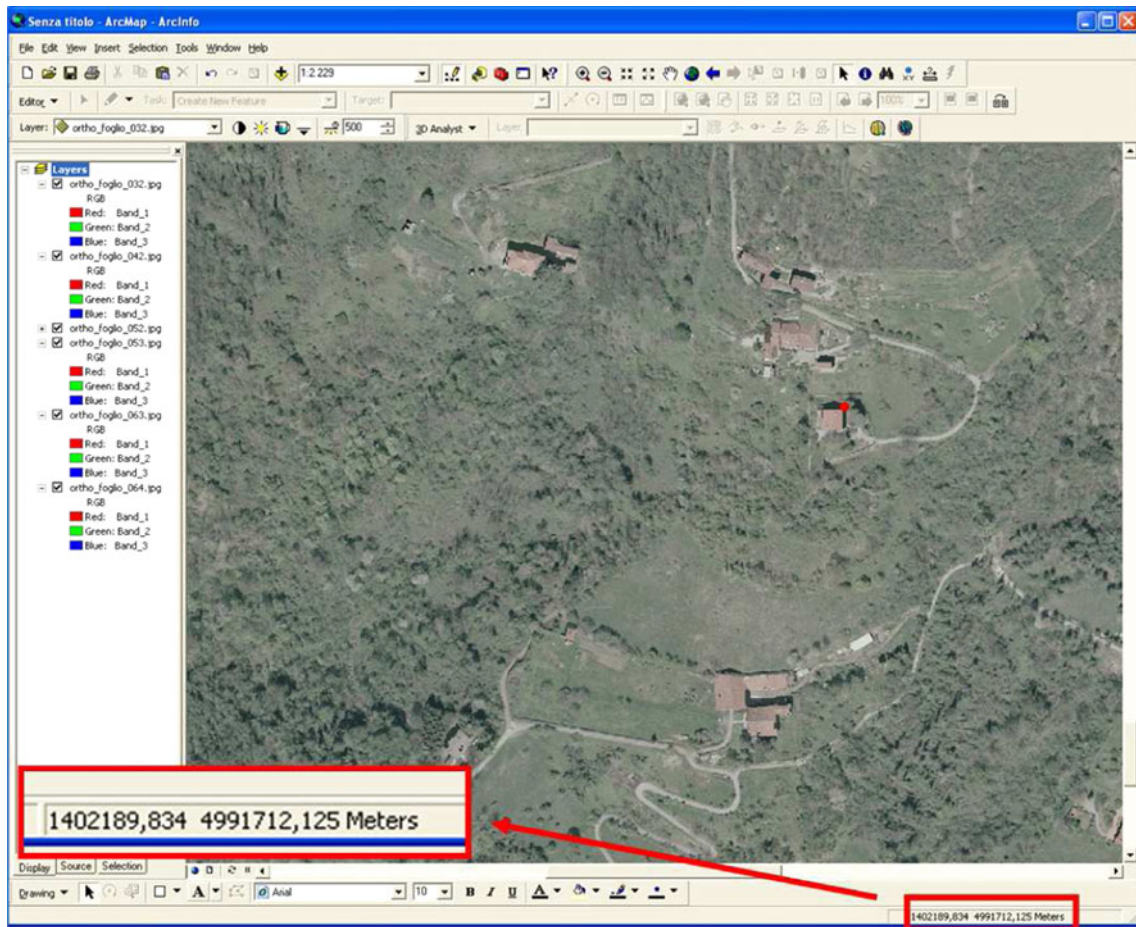 Senza titolo - ArcMap - ArcInfo
File Edit View Insert Selection Tools Window Help
1:2.229
Editor Task: Create New Feature Target: 100%
Layer: ortho_foglio_032.jpg 500 3D Analyst Layer:
Layers
ortho_foglio_032.jpg
RGB
Red: Band_1
Green: Band_2
Blue: Band_3
ortho_foglio_042.jpg
RGB
Red: Band_1
Green: Band_2
Blue: Band_3
ortho_foglio_052.jpg
ortho_foglio_053.jpg
RGB
Red: Band_1
Green: Band_2
Blue: Band_3
ortho_foglio_063.jpg
RGB
Red: Band_1
Green: Band_2
Blue: Band_3
ortho_foglio_064.jpg
RGB
Red: Band_1
Green: Band_2
Blue: Band_3
1402189,834 4991712,125 Meters
Display Source Selection
Drawing A Arial 10 B I U A
1402189,834 4991712,125 Meters